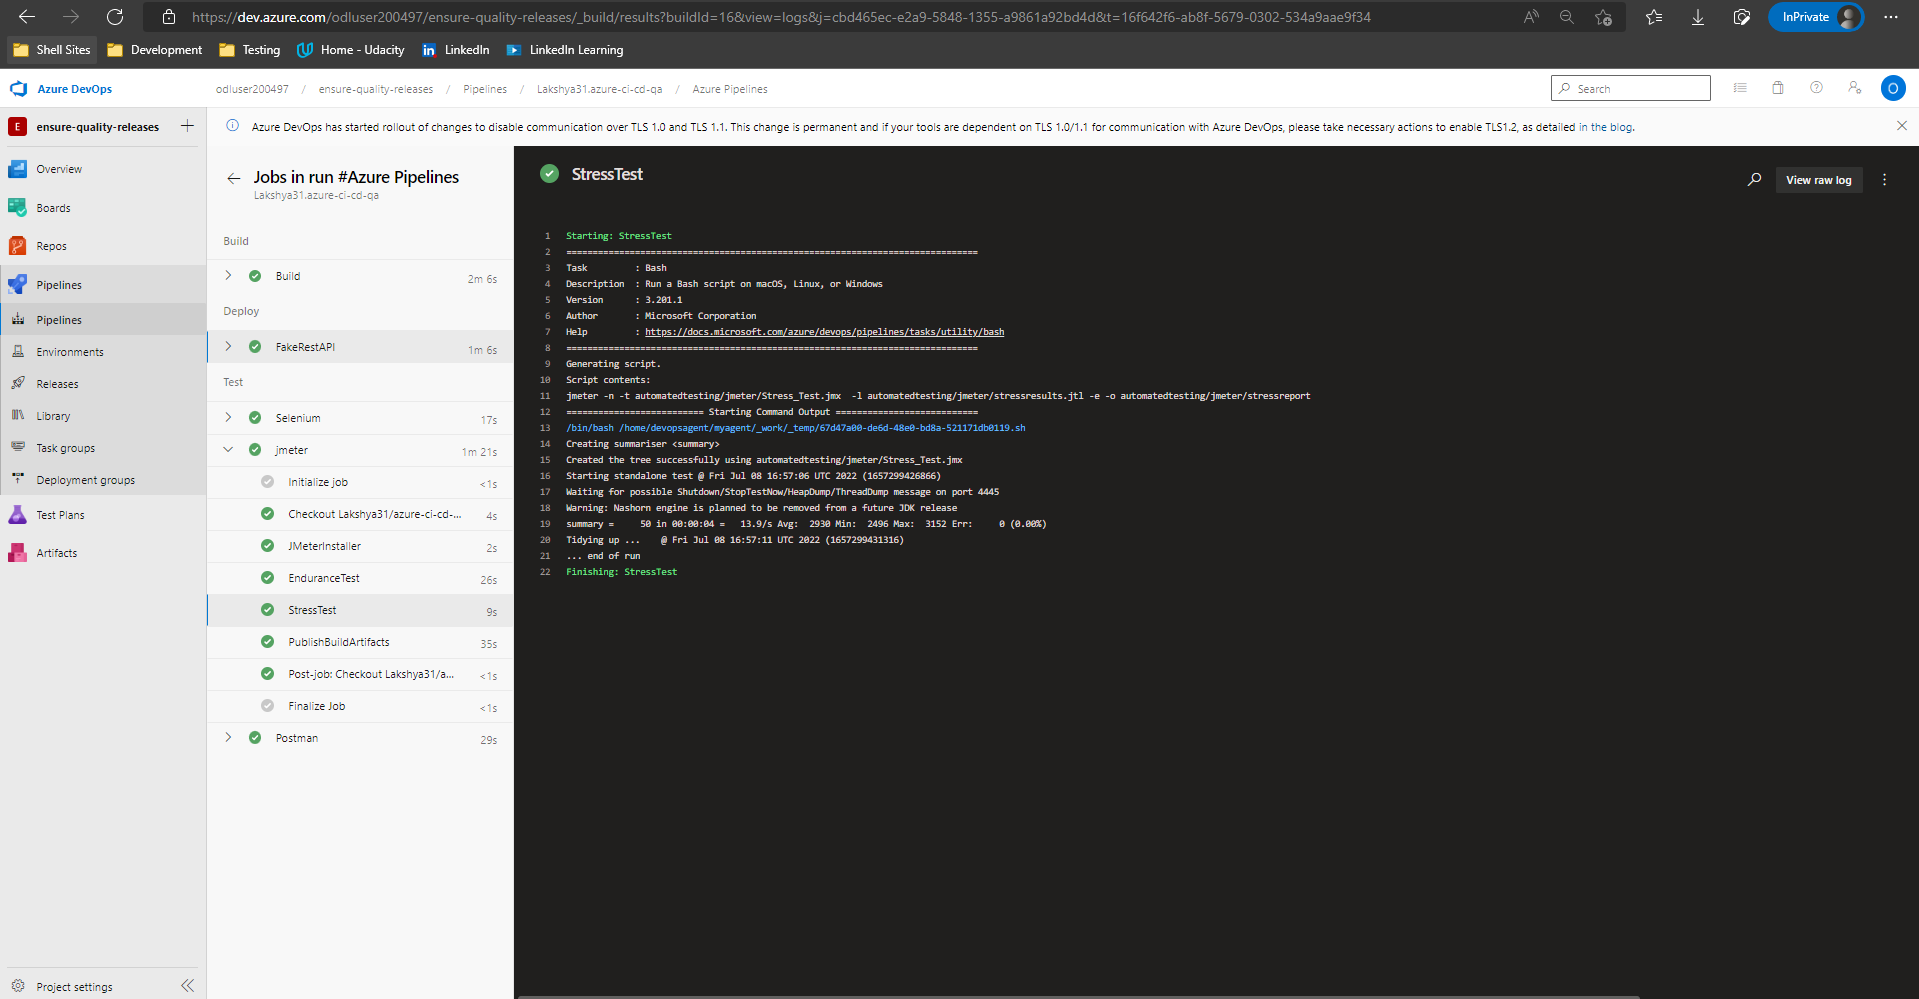 https://dev.azure.com/odluser200497/ensure-quality-releases/_build/results?buildId=16&view=logs&j=cbd465ec-e2a9-5848-1355-a9861a92bd4d&t=16f642f6-ab8f-5679-0302-534a9aae9f34
InPrivate
Shell Sites
Development
Testing
Home - Udacity
LinkedIn
LinkedIn Learning
Azure DevOps
odluser200497 / ensure-quality-releases / Pipelines / Lakshya31.azure-ci-cd-qa / Azure Pipelines
Search
O
E ensure-quality-releases
Azure DevOps has started rollout of changes to disable communication over TLS 1.0 and TLS 1.1. This change is permanent and if your tools are dependent on TLS 1.0/1.1 for communication with Azure DevOps, please take necessary actions to enable TLS1.2, as detailed in the blog.
Overview
Boards
Repos
Pipelines
Pipelines
Environments
Releases
Library
Task groups
Deployment groups
Test Plans
Artifacts
Project settings
Jobs in run #Azure Pipelines
Lakshya31.azure-ci-cd-qa
Build
Build 2m 6s
Deploy
FakeRestAPI 1m 6s
Test
Selenium 17s
jmeter 1m 21s
Initialize job <1s
Checkout Lakshya31/azure-ci-cd-... 4s
JMeterInstaller 2s
EnduranceTest 26s
StressTest 9s
PublishBuildArtifacts 35s
Post-job: Checkout Lakshya31/a... <1s
Finalize Job <1s
Postman 29s
StressTest
View raw log
1 Starting: StressTest
2 ==============================================================================
3 Task : Bash
4 Description : Run a Bash script on macOS, Linux, or Windows
5 Version : 3.201.1
6 Author : Microsoft Corporation
7 Help : https://docs.microsoft.com/azure/devops/pipelines/tasks/utility/bash
8 ==============================================================================
9 Generating script.
10 Script contents:
11 jmeter -n -t automatedtesting/jmeter/Stress_Test.jmx -l automatedtesting/jmeter/stressresults.jtl -e -o automatedtesting/jmeter/stressreport
12 ========================== Starting Command Output ===========================
13 /bin/bash /home/devopsagent/myagent/_work/_temp/67d47a00-de6d-48e0-bd8a-521171db0119.sh
14 Creating summariser <summary>
15 Created the tree successfully using automatedtesting/jmeter/Stress_Test.jmx
16 Starting standalone test @ Fri Jul 08 16:57:06 UTC 2022 (1657299426866)
17 Waiting for possible Shutdown/StopTestNow/HeapDump/ThreadDump message on port 4445
18 Warning: Nashorn engine is planned to be removed from a future JDK release
19 summary = 50 in 00:00:04 = 13.9/s Avg: 2930 Min: 2496 Max: 3152 Err: 0 (0.00%)
20 Tidying up ... @ Fri Jul 08 16:57:11 UTC 2022 (1657299431316)
21 ... end of run
22 Finishing: StressTest